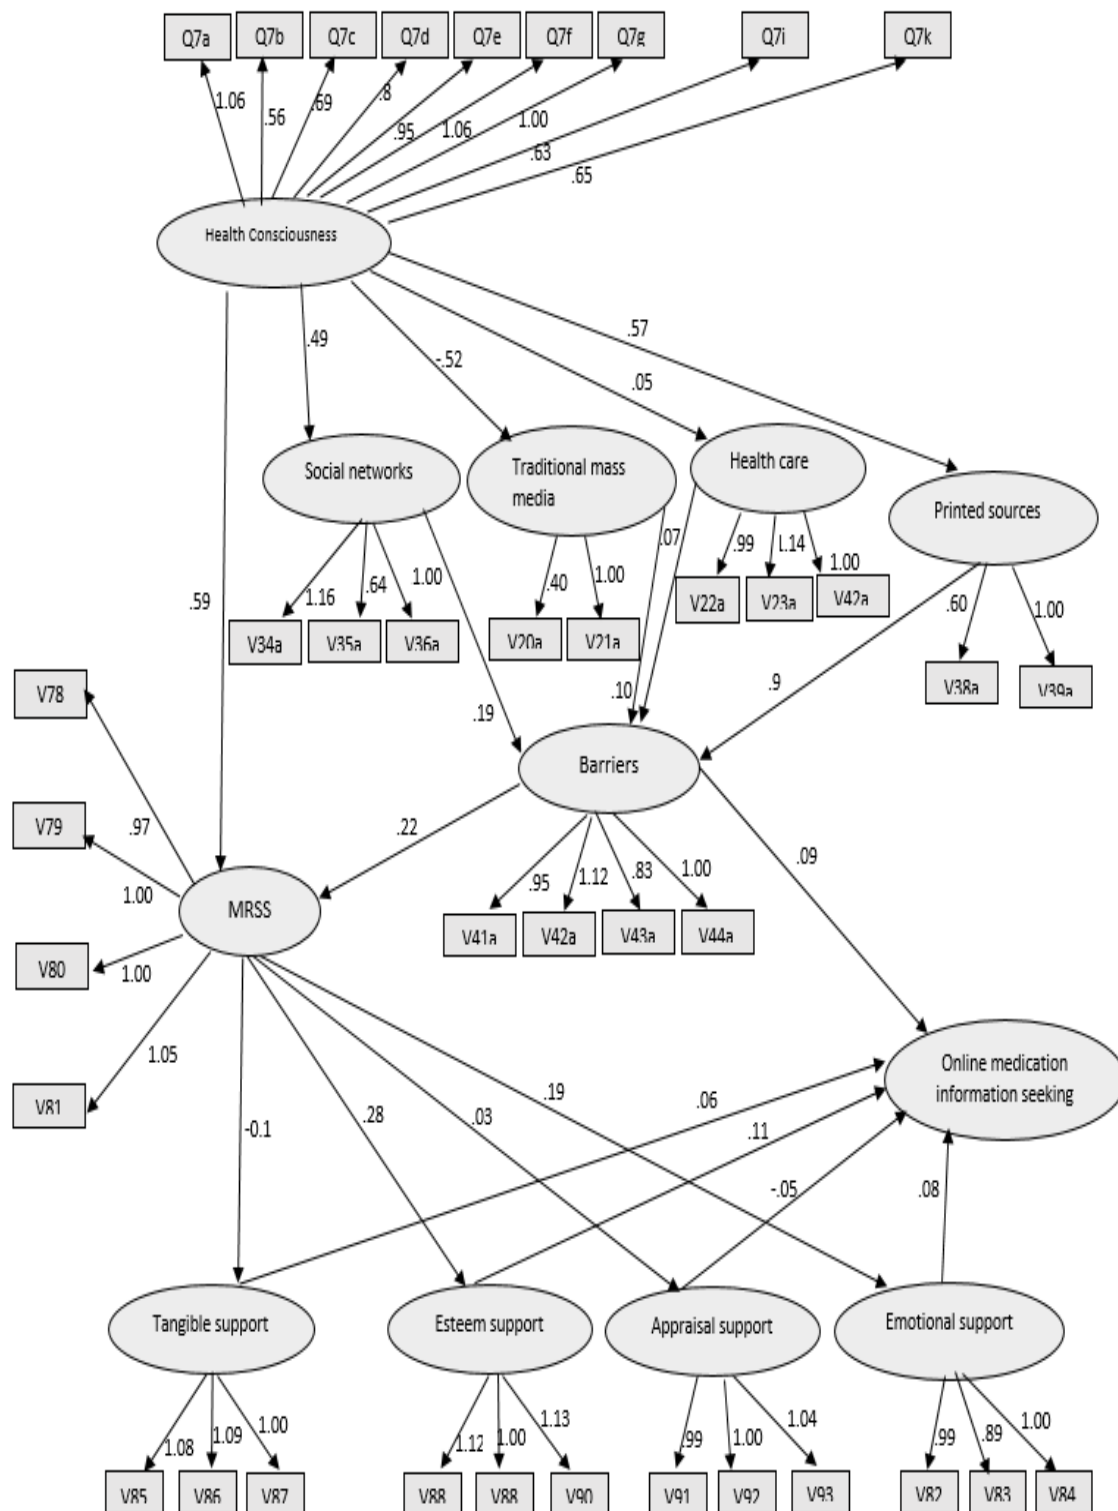 Q7a Q7b Q7c Q7d Q7e Q7f Q7g Q7i Q7k
1.06 .56 .69 .8 .95 1.06 1.00 .63 .65
Health Consciousness
.49 -.52 .05 .57
Social networks
Traditional mass
media
Health care
Printed sources
.59
1.16 .64 1.00
.40 1.00
.07
.99 1.14 1.00
.60 1.00
V34a V35a V36a
V20a V21a
V22a V23a V42a
V38a V39a
.19 .10 .9
V78
V79
V80
V81
.97
1.00
1.00
1.05
Barriers
.22
.09
.95 1.12 .83 1.00
V41a V42a V43a V44a
MRSS
Online medication
information seeking
-0.1 .28 .03 .19
.06 .11 -.05 .08
Tangible support
Esteem support
Appraisal support
Emotional support
1.08 1.09 1.00
1.12 1.00 1.13
.99 1.00 1.04
.99 .89 1.00
V85 V86 V87
V88 V88 V90
V91 V92 V93
V82 V83 V84